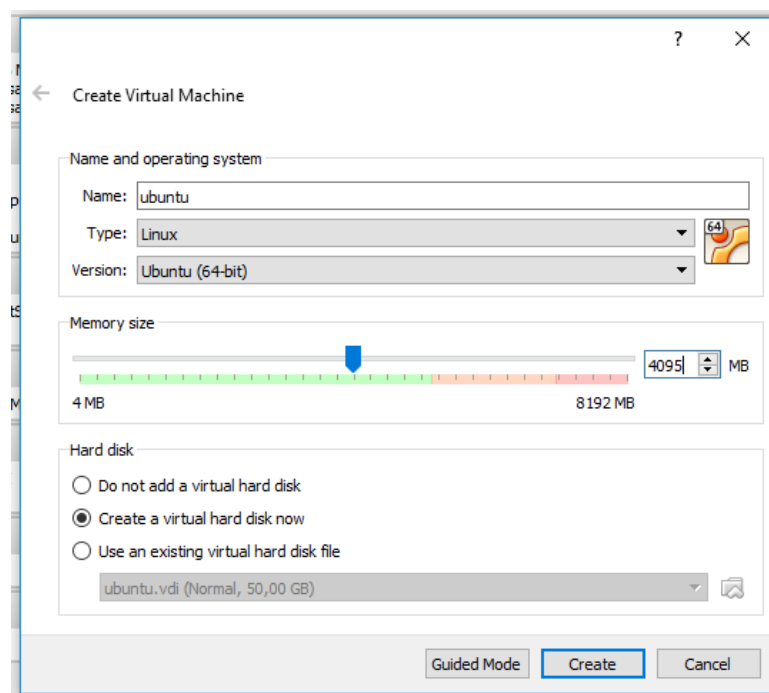 ?
Create Virtual Machine
Name and operating system
Name: ubuntu
Type: Linux
64
Version: Ubuntu (64-bit)
Memory size
4095 MB
4 MB 8192 MB
Hard disk
Do not add a virtual hard disk
Create a virtual hard disk now
Use an existing virtual hard disk file
ubuntu.vdi (Normal, 50,00 GB)
Guided Mode Create Cancel